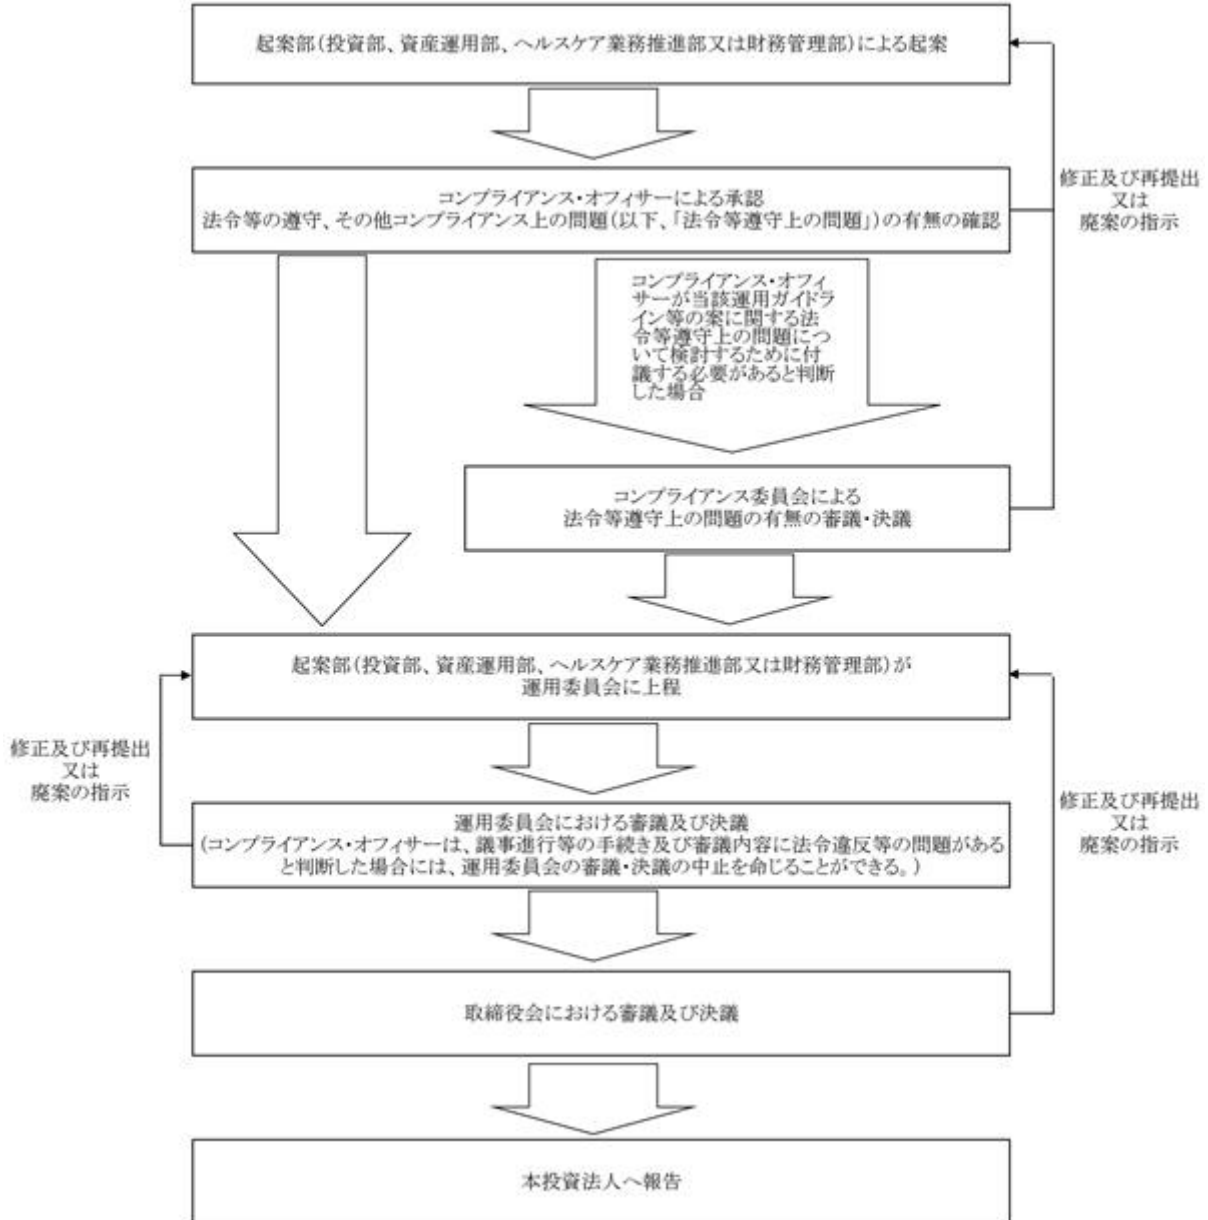 起案部(投資部、資産運用部、ヘルスケア業務推進部又は財務管理部)による起案
コンプライアンス・オフィサーによる承認
法令等の遵守、その他コンプライアンス上の問題(以下、「法令等遵守上の問題」)の有無の確認
修正及び再提出
又は
廃案の指示
コンプライアンス・オフィ
サーが当該運用ガイドラ
イン等の案に関する法
令等遵守上の問題につ
いて検討するために付
議する必要があると判断
した場合
コンプライアンス委員会による
法令等遵守上の問題の有無の審議・決議
起案部(投資部、資産運用部、ヘルスケア業務推進部又は財務管理部)が
運用委員会に上程
修正及び再提出
又は
廃案の指示
運用委員会における審議及び決議
(コンプライアンス・オフィサーは、議事進行等の手続き及び審議内容に法令違反等の問題がある
と判断した場合には、運用委員会の審議・決議の中止を命じることができる。)
修正及び再提出
又は
廃案の指示
取締役会における審議及び決議
本投資法人へ報告